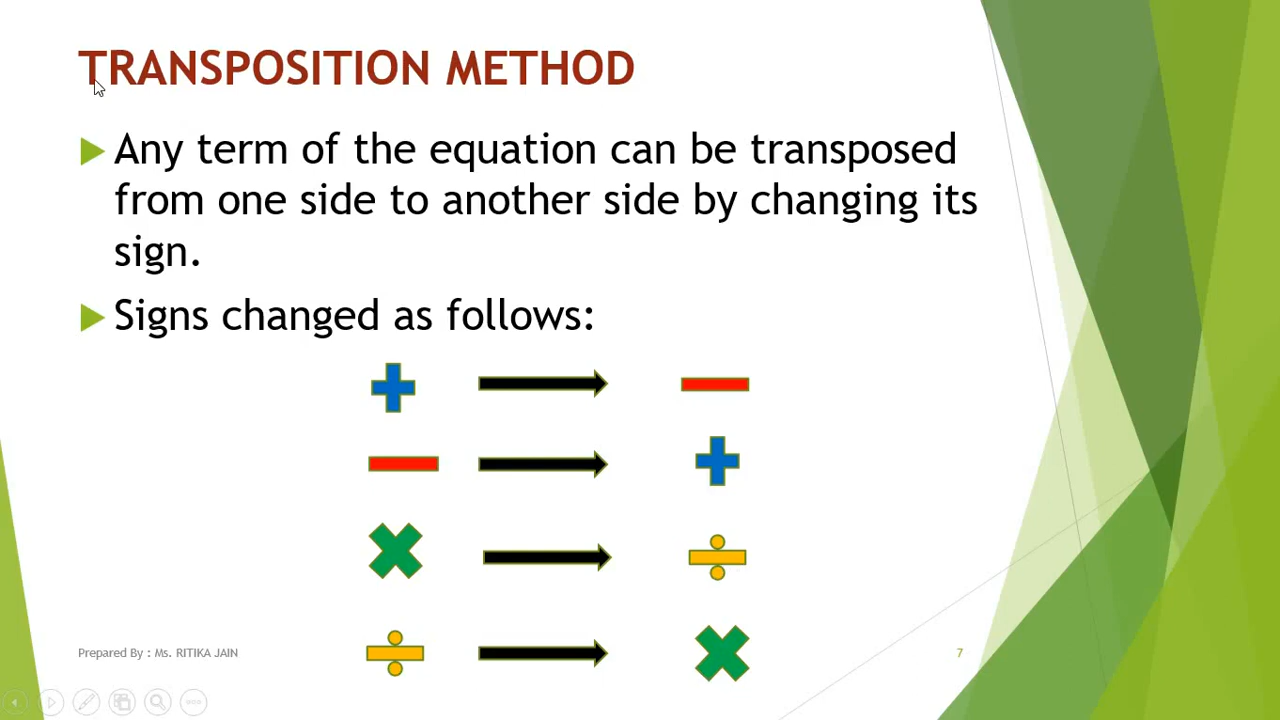 TRANSPOSITION METHOD
Any term of the equation can be transposed
from one side to another side by changing its
sign.
Signs changed as follows:
+ → −
− → +
× → ÷
÷ → ×
Prepared By : Ms. RITIKA JAIN
7